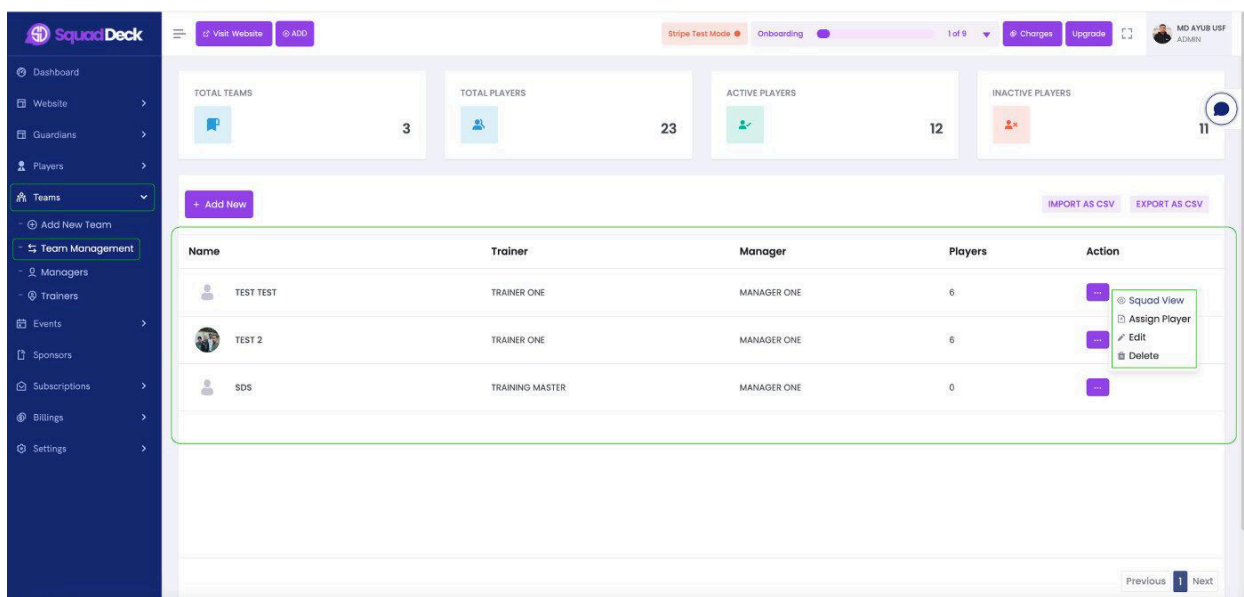 SquadDeck
Visit Website
ADD
Stripe Test Mode
Onboarding
1 of 9
Charges
Upgrade
MD AYUB USF
ADMIN
Dashboard
Website
Guardians
Players
Teams
Add New Team
Team Management
Managers
Trainers
Events
Sponsors
Subscriptions
Billings
Settings
TOTAL TEAMS
3
TOTAL PLAYERS
23
ACTIVE PLAYERS
12
INACTIVE PLAYERS
11
+ Add New
IMPORT AS CSV EXPORT AS CSV
Name Trainer Manager Players Action
TEST TEST TRAINER ONE MANAGER ONE 6 ...
TEST 2 TRAINER ONE MANAGER ONE 6 ...
SDS TRAINING MASTER MANAGER ONE 0 ...
Squad View
Assign Player
Edit
Delete
Previous 1 Next